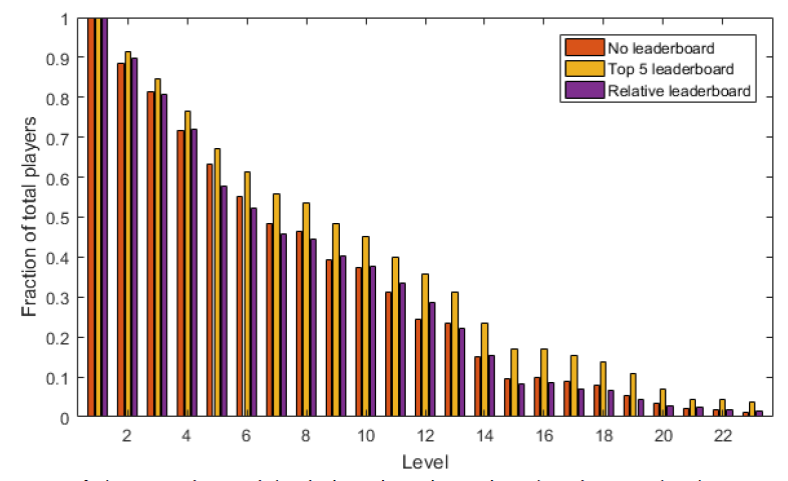 1
0.9
0.8
0.7
0.6
0.5
0.4
0.3
0.2
0.1
0
Fraction of total players
No leaderboard
Top 5 leaderboard
Relative leaderboard
2 4 6 8 10 12 14 16 18 20 22
Level